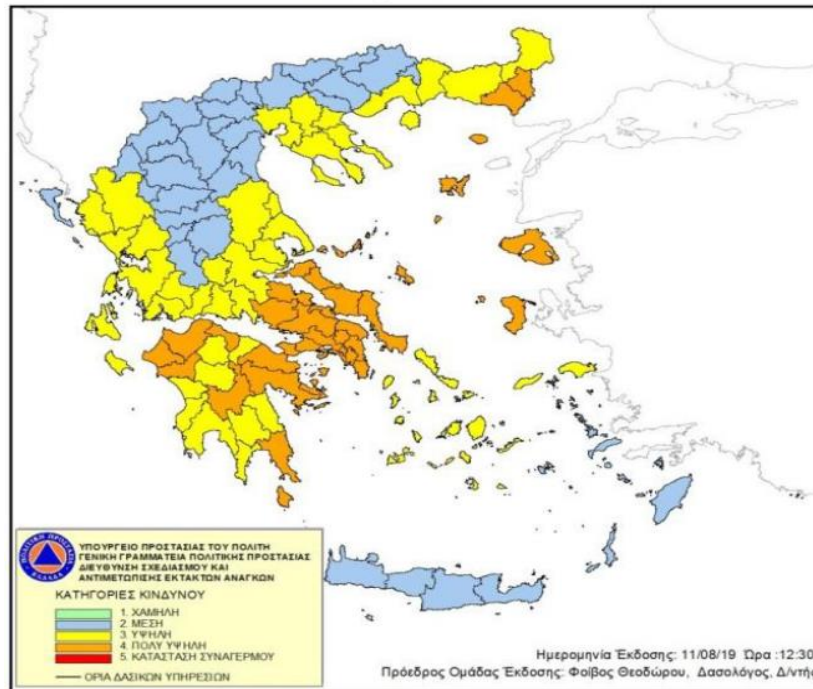 ΥΠΟΥΡΓΕΙΟ ΠΡΟΣΤΑΣΙΑΣ ΤΟΥ ΠΟΛΙΤΗ
ΓΕΝΙΚΗ ΓΡΑΜΜΑΤΕΙΑ ΠΟΛΙΤΙΚΗΣ ΠΡΟΣΤΑΣΙΑΣ
ΔΙΕΥΘΥΝΣΗ ΣΧΕΔΙΑΣΜΟΥ ΚΑΙ
ΑΝΤΙΜΕΤΩΠΙΣΗΣ ΕΚΤΑΚΤΩΝ ΑΝΑΓΚΩΝ
ΚΑΤΗΓΟΡΙΕΣ ΚΙΝΔΥΝΟΥ
1. ΧΑΜΗΛΗ
2. ΜΕΣΗ
3. ΥΨΗΛΗ
4. ΠΟΛΥ ΥΨΗΛΗ
5. ΚΑΤΑΣΤΑΣΗ ΣΥΝΑΓΕΡΜΟΥ
ΟΡΙΑ ΔΑΣΙΚΩΝ ΥΠΗΡΕΣΙΩΝ
Ημερομηνία Έκδοσης: 11/08/19 Ώρα :12:30
Πρόεδρος Ομάδας Έκδοσης: Φοίβος Θεοδώρου, Δασολόγος, Δ/ντής